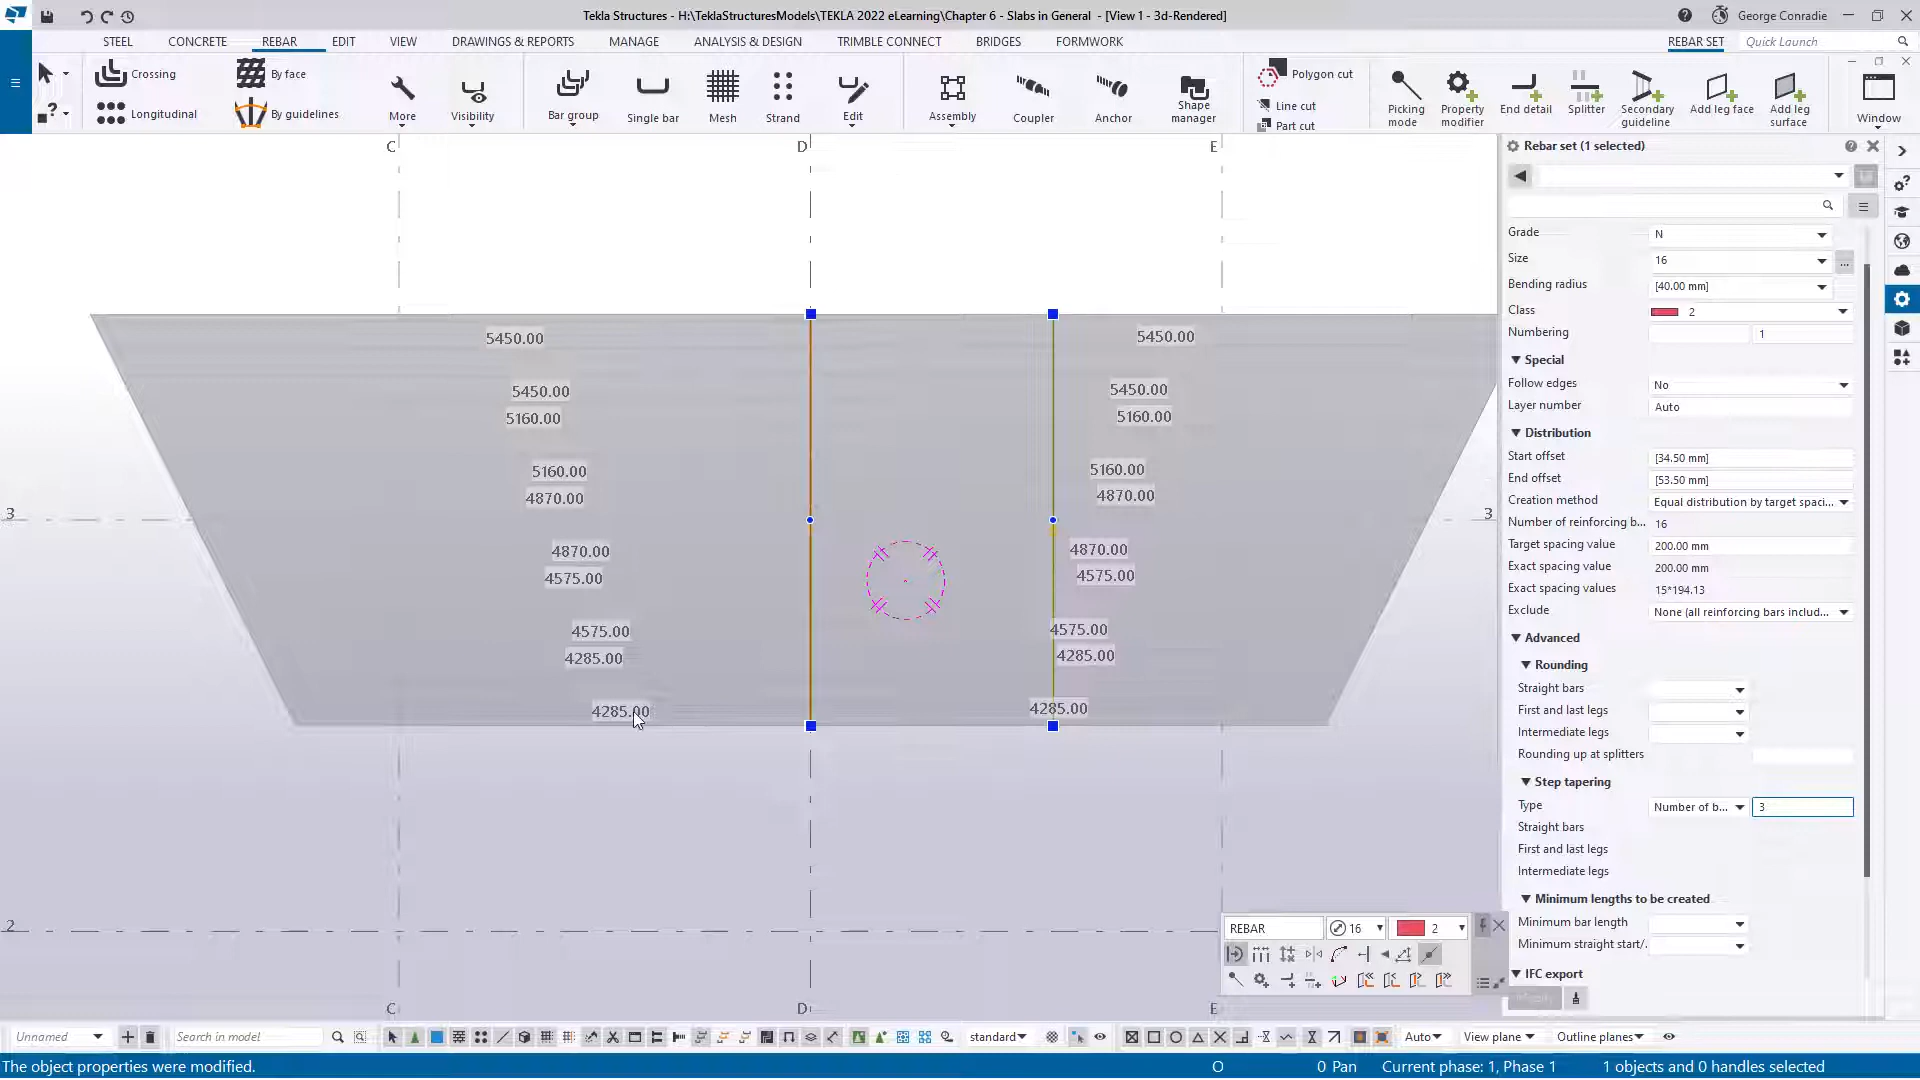 Tekla Structures - H:\TeklaStructuresModels\TEKLA 2022 eLearning\Chapter 6 - Slabs in General - [View 1 - 3d-Rendered]
George Conradie
STEEL CONCRETE REBAR EDIT VIEW DRAWINGS & REPORTS MANAGE ANALYSIS & DESIGN TRIMBLE CONNECT BRIDGES FORMWORK REBAR SET Quick Launch
Crossing By face
Longitudinal By guidelines
More Visibility Bar group Single bar Mesh Strand Edit Assembly Coupler Anchor Shape manager
Polygon cut
Line cut
Part cut
Picking mode Property modifier End detail Splitter Secondary guideline Add leg face Add leg surface Window
C D E
Rebar set (1 selected)
Grade N
Size 16 ...
Bending radius [40.00 mm]
Class 2
Numbering 1
Special
Follow edges No
Layer number Auto
Distribution
Start offset [34.50 mm]
End offset [53.50 mm]
Creation method Equal distribution by target spaci...
Number of reinforcing b... 16
Target spacing value 200.00 mm
Exact spacing value 200.00 mm
Exact spacing values 15*194.13
Exclude None (all reinforcing bars includ...
Advanced
Rounding
Straight bars
First and last legs
Intermediate legs
Rounding up at splitters
Step tapering
Type Number of b... 3
Straight bars
First and last legs
Intermediate legs
Minimum lengths to be created
Minimum bar length
Minimum straight start/.
IFC export
Modify
5450.00 5450.00
5450.00 5450.00
5160.00 5160.00
5160.00 5160.00
4870.00 4870.00
3 3
4870.00 4870.00
4575.00 4575.00
4575.00 4575.00
4285.00 4285.00
4285.00 4285.00
2
REBAR 16 2
C D E
Unnamed Search in model standard Auto View plane Outline planes
The object properties were modified. O 0 Pan Current phase: 1, Phase 1 1 objects and 0 handles selected